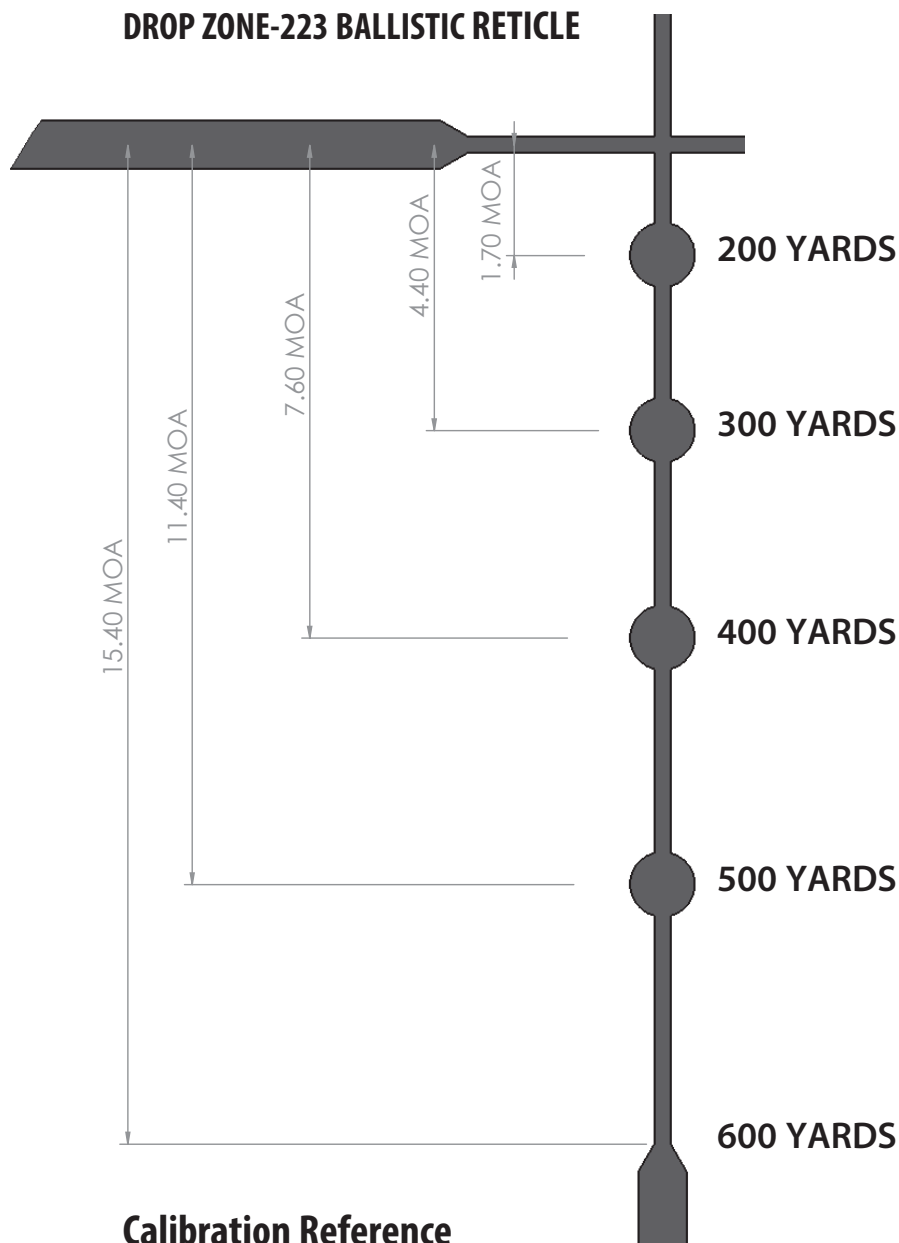 DROP ZONE-223 BALLISTIC RETICLE
1.70 MOA
4.40 MOA
7.60 MOA
11.40 MOA
15.40 MOA
200 YARDS
300 YARDS
400 YARDS
500 YARDS
600 YARDS
Calibration Reference